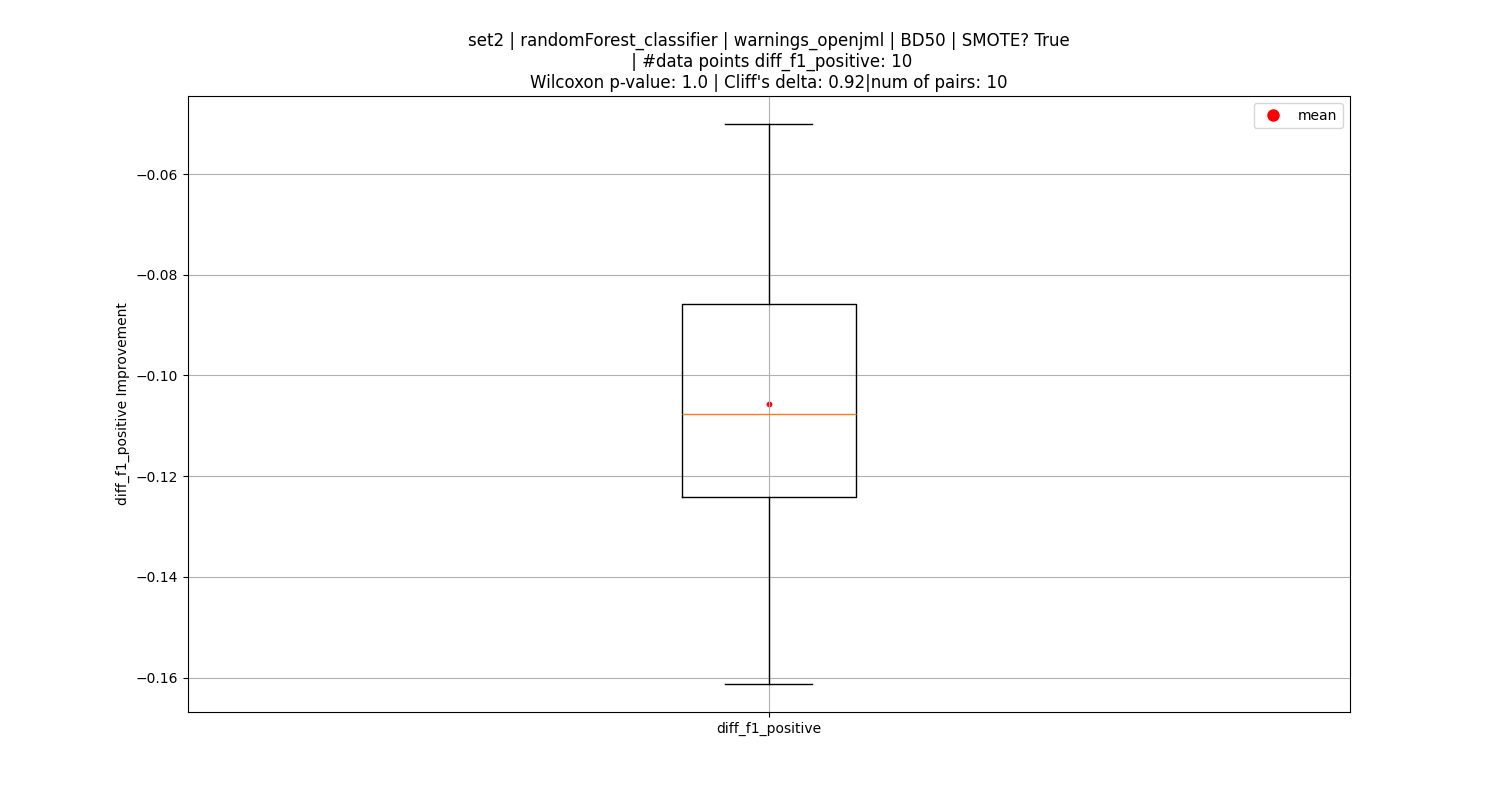 set2 | randomForest_classifier | warnings_openjml | BD50 | SMOTE? True
| #data points diff_f1_positive: 10
Wilcoxon p-value: 1.0 | Cliff's delta: 0.92|num of pairs: 10
mean
−0.06
−0.08
−0.10
−0.12
−0.14
−0.16
diff_f1_positive Improvement
diff_f1_positive